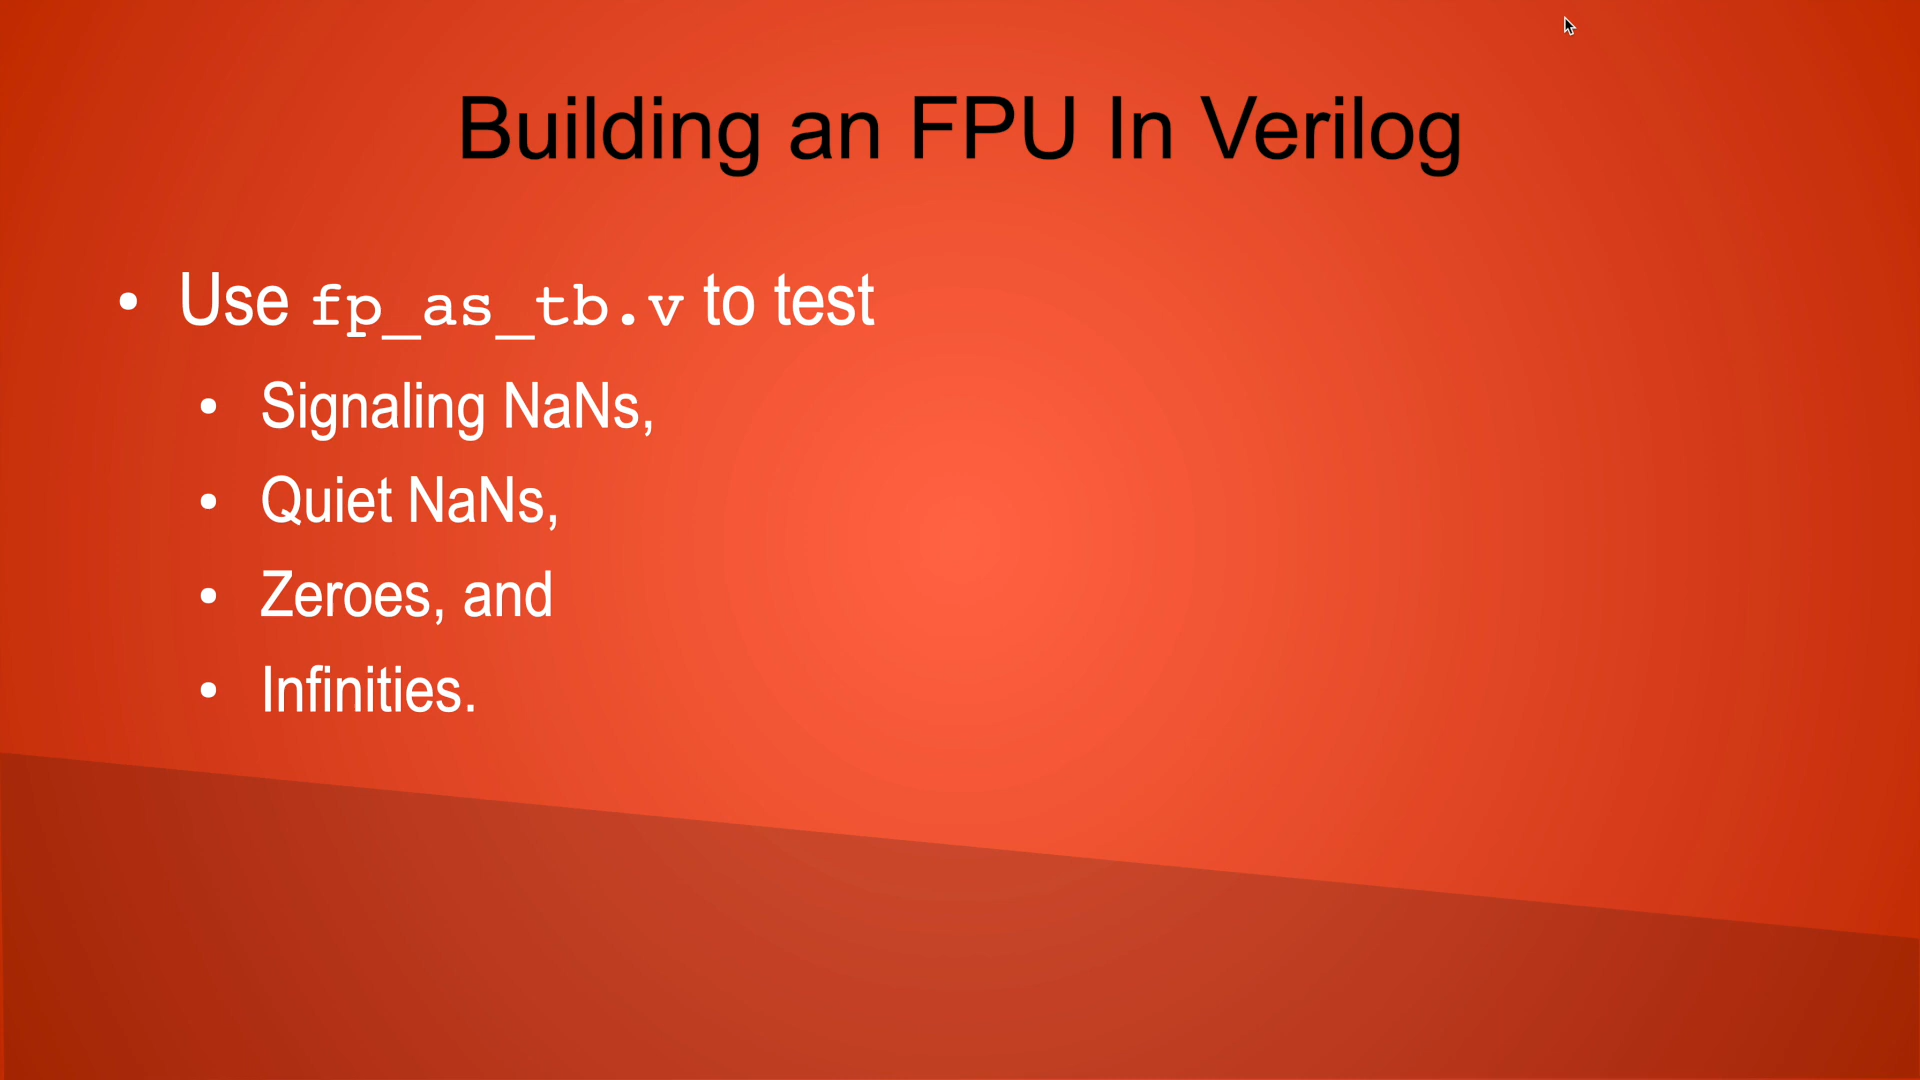 Building an FPU In Verilog
• Use fp_as_tb.v to test
• Signaling NaNs,
• Quiet NaNs,
• Zeroes, and
• Infinities.